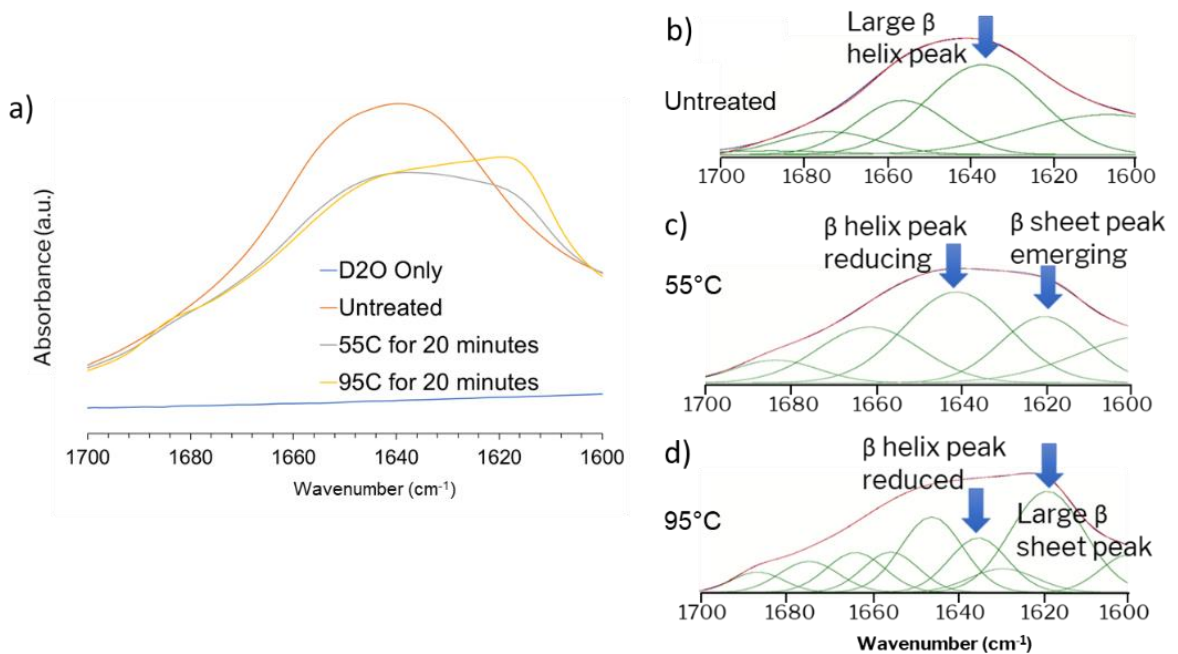 a)
Absorbance (a.u.)
D2O Only
Untreated
55C for 20 minutes
95C for 20 minutes
1700 1680 1660 1640 1620 1600
Wavenumber (cm⁻¹)
b)
Large β
helix peak
Untreated
1700 1680 1660 1640 1620 1600
c)
β helix peak
reducing
β sheet peak
emerging
55°C
1700 1680 1660 1640 1620 1600
d)
β helix peak
reduced
95°C
Large β
sheet peak
1700 1680 1660 1640 1620 1600
Wavenumber (cm⁻¹)